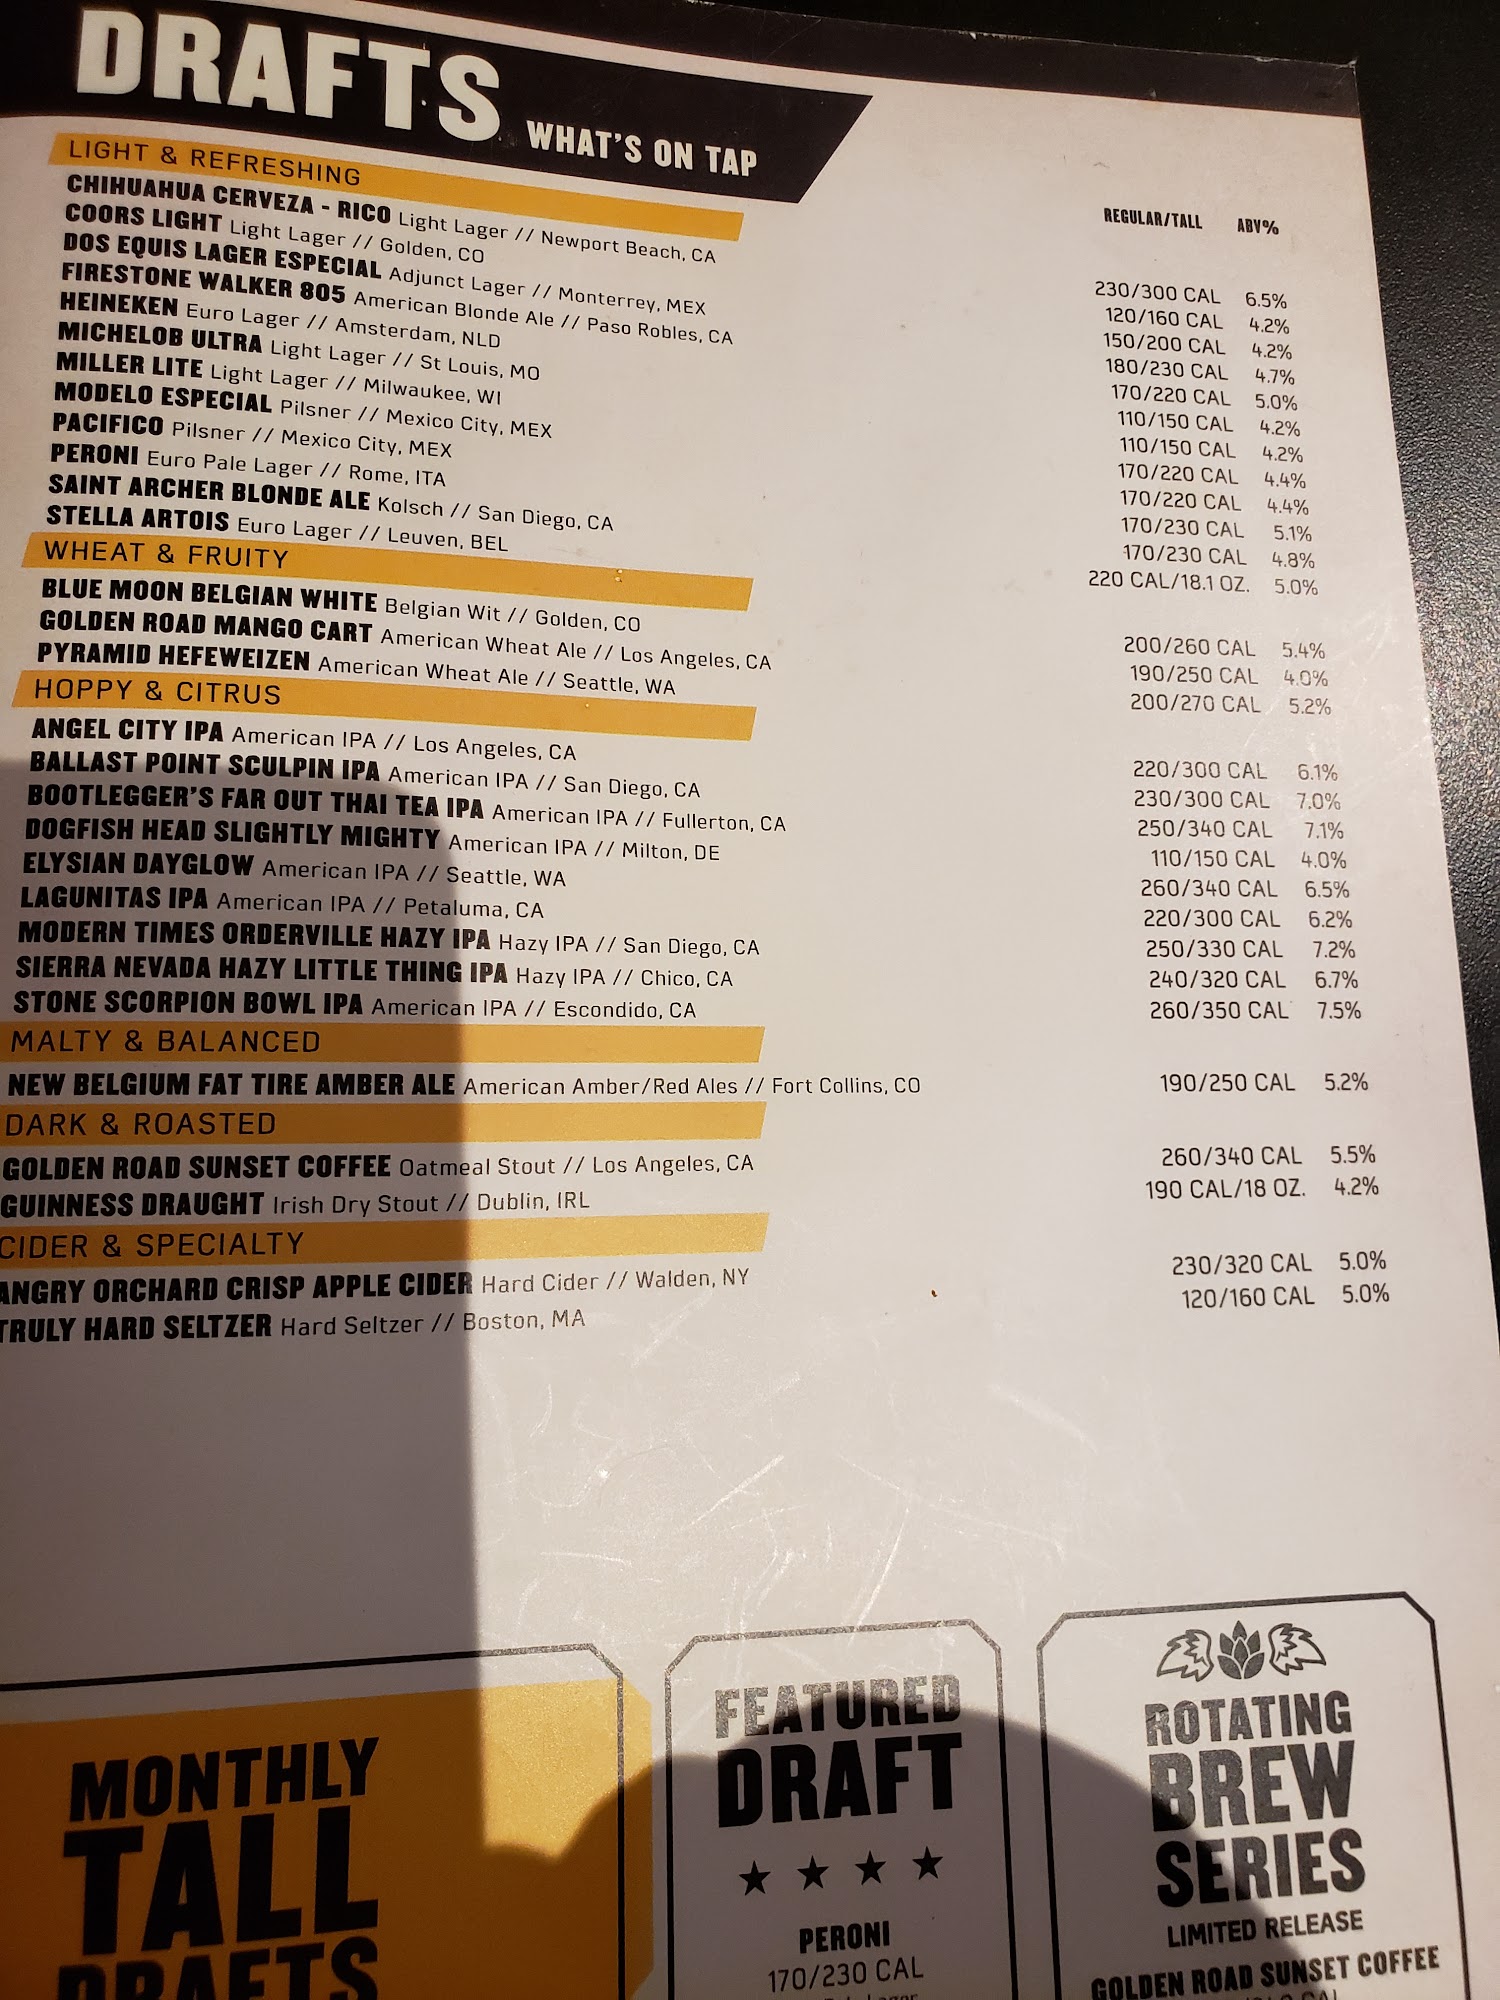 DRAFTS WHAT'S ON TAP
REGULAR/TALL ABV%
LIGHT & REFRESHING
CHIHUAHUA CERVEZA - RICO Light Lager // Newport Beach, CA 230/300 CAL 6.5%
COORS LIGHT Light Lager // Golden, CO 120/160 CAL 4.2%
DOS EQUIS LAGER ESPECIAL Adjunct Lager // Monterrey, MEX 150/200 CAL 4.2%
FIRESTONE WALKER 805 American Blonde Ale // Paso Robles, CA 180/230 CAL 4.7%
HEINEKEN Euro Lager // Amsterdam, NLD 170/220 CAL 5.0%
MICHELOB ULTRA Light Lager // St Louis, MO 110/150 CAL 4.2%
MILLER LITE Light Lager // Milwaukee, WI 110/150 CAL 4.2%
MODELO ESPECIAL Pilsner // Mexico City, MEX 170/220 CAL 4.4%
PACIFICO Pilsner // Mexico City, MEX 170/220 CAL 4.4%
PERONI Euro Pale Lager // Rome, ITA 170/230 CAL 5.1%
SAINT ARCHER BLONDE ALE Kolsch // San Diego, CA 170/230 CAL 4.8%
STELLA ARTOIS Euro Lager // Leuven, BEL 220 CAL/18.1 OZ. 5.0%
WHEAT & FRUITY
BLUE MOON BELGIAN WHITE Belgian Wit // Golden, CO 200/260 CAL 5.4%
GOLDEN ROAD MANGO CART American Wheat Ale // Los Angeles, CA 190/250 CAL 4.0%
PYRAMID HEFEWEIZEN American Wheat Ale // Seattle, WA 200/270 CAL 5.2%
HOPPY & CITRUS
ANGEL CITY IPA American IPA // Los Angeles, CA 220/300 CAL 6.1%
BALLAST POINT SCULPIN IPA American IPA // San Diego, CA 230/300 CAL 7.0%
BOOTLEGGER'S FAR OUT THAI TEA IPA American IPA // Fullerton, CA 250/340 CAL 7.1%
DOGFISH HEAD SLIGHTLY MIGHTY American IPA // Milton, DE 110/150 CAL 4.0%
ELYSIAN DAYGLOW American IPA // Seattle, WA 260/340 CAL 6.5%
LAGUNITAS IPA American IPA // Petaluma, CA 220/300 CAL 6.2%
MODERN TIMES ORDERVILLE HAZY IPA Hazy IPA // San Diego, CA 250/330 CAL 7.2%
SIERRA NEVADA HAZY LITTLE THING IPA Hazy IPA // Chico, CA 240/320 CAL 6.7%
STONE SCORPION BOWL IPA American IPA // Escondido, CA 260/350 CAL 7.5%
MALTY & BALANCED
NEW BELGIUM FAT TIRE AMBER ALE American Amber/Red Ales // Fort Collins, CO 190/250 CAL 5.2%
DARK & ROASTED
GOLDEN ROAD SUNSET COFFEE Oatmeal Stout // Los Angeles, CA 260/340 CAL 5.5%
GUINNESS DRAUGHT Irish Dry Stout // Dublin, IRL 190 CAL/18 OZ. 4.2%
CIDER & SPECIALTY
ANGRY ORCHARD CRISP APPLE CIDER Hard Cider // Walden, NY 230/320 CAL 5.0%
TRULY HARD SELTZER Hard Seltzer // Boston, MA 120/160 CAL 5.0%
MONTHLY
TALL
DRAFTS
FEATURED
DRAFT
PERONI
170/230 CAL
Lager
ROTATING
BREW
SERIES
LIMITED RELEASE
GOLDEN ROAD SUNSET COFFEE
CAL